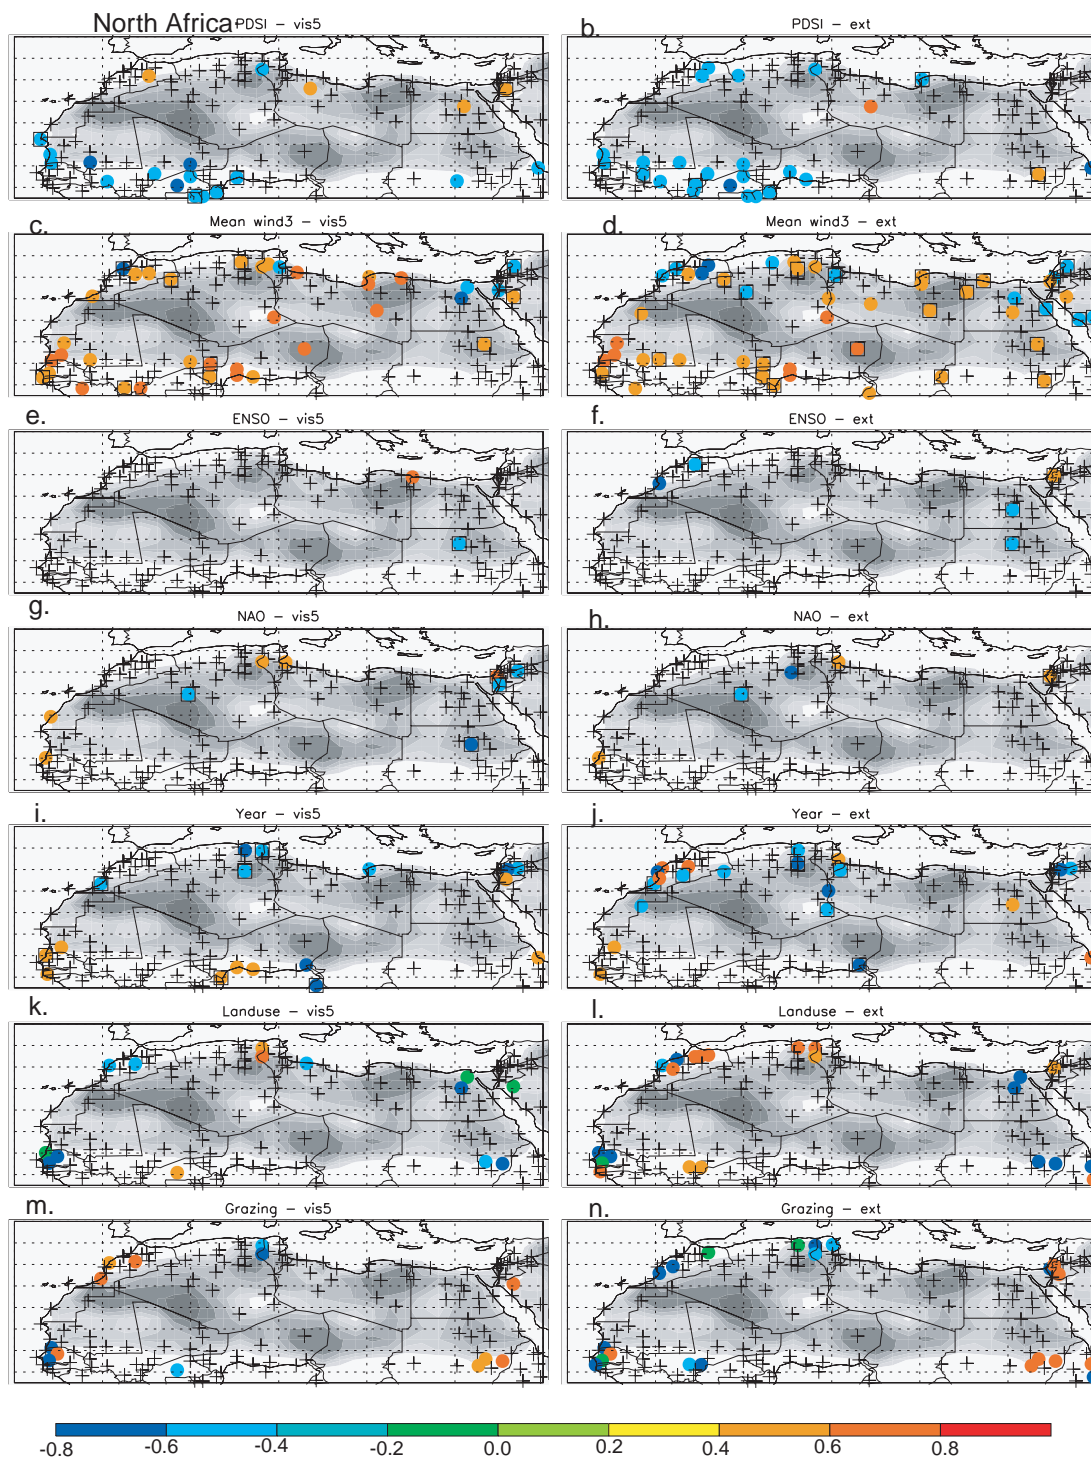 North Africa PDSI - vis5
b. PDSI - ext
c. Mean wind3 - vis5
d. Mean wind3 - ext
e. ENSO - vis5
f. ENSO - ext
g. NAO - vis5
h. NAO - ext
i. Year - vis5
j. Year - ext
k. Landuse - vis5
l. Landuse - ext
m. Grazing - vis5
n. Grazing - ext
-0.8 -0.6 -0.4 -0.2 0.0 0.2 0.4 0.6 0.8